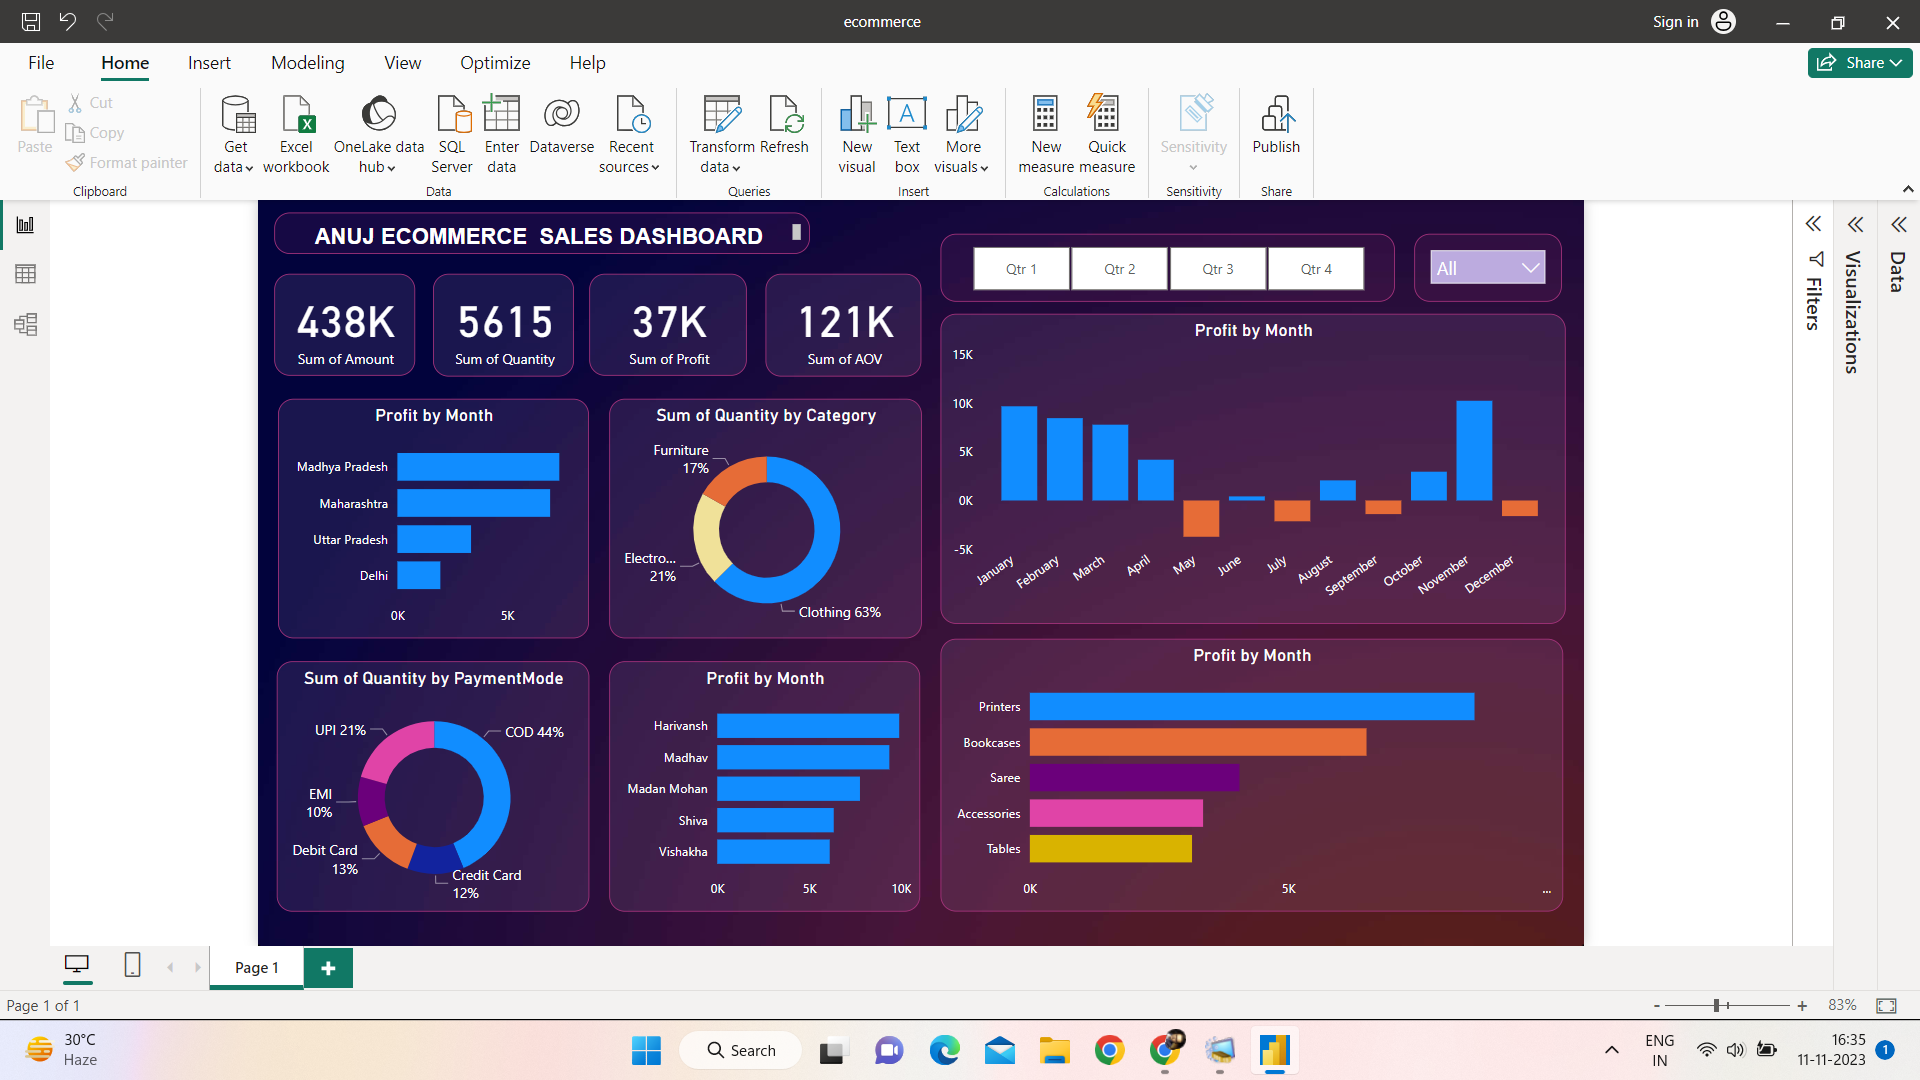 ecommerce
Sign in
File Home Insert Modeling View Optimize Help
Share
Paste
Cut
Copy
Format painter
Clipboard
Get data
Excel workbook
OneLake data hub
SQL Server
Enter data
Dataverse
Recent sources
Data
Transform data
Refresh
Queries
New visual
Text box
More visuals
Insert
New measure
Quick measure
Calculations
Sensitivity
Sensitivity
Publish
Share
ANUJ ECOMMERCE SALES DASHBOARD
438K
Sum of Amount
5615
Sum of Quantity
37K
Sum of Profit
121K
Sum of AOV
Qtr 1
Qtr 2
Qtr 3
Qtr 4
All
Profit by Month
Madhya Pradesh
Maharashtra
Uttar Pradesh
Delhi
0K 5K
Sum of Quantity by Category
Furniture
17%
Electro...
21%
Clothing 63%
Profit by Month
15K
10K
5K
0K
-5K
January
February
March
April
May
June
July
August
September
October
November
December
Sum of Quantity by PaymentMode
UPI 21%
COD 44%
EMI
10%
Debit Card
13%
Credit Card
12%
Profit by Month
Harivansh
Madhav
Madan Mohan
Shiva
Vishakha
0K 5K 10K
Profit by Month
Printers
Bookcases
Saree
Accessories
Tables
0K 5K ...
Filters
Visualizations
Data
Page 1
Page 1 of 1
- + 83%
30°C
Haze
Search
ENG
IN
16:35
11-11-2023
1